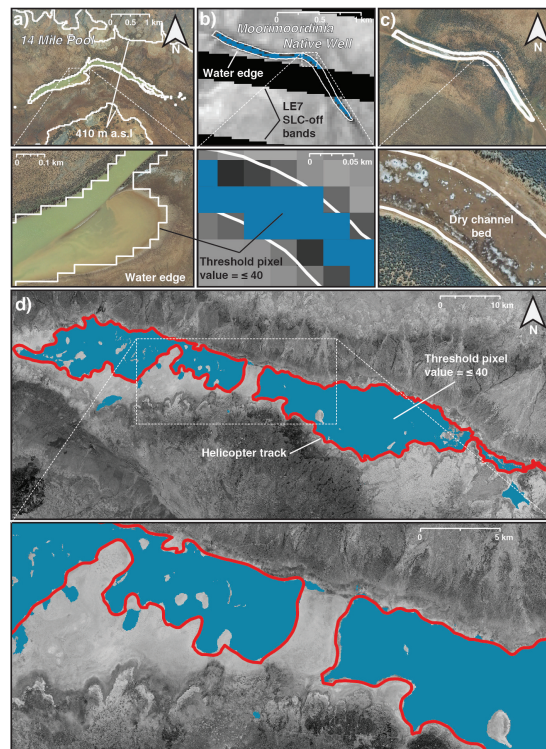 a)
0 0.5 1 km
14 Mile Pool
N
410 m a.s.l
b)
0 0.5 1 km
Moorumoordinia
Native Well
Water edge
N
LE7
SLC-off
bands
c)
N
0 0.1 km
Water edge
0 0.05 km
Threshold pixel
value = ≤ 40
Dry channel
bed
d)
0 10 km
N
Threshold pixel
value = ≤ 40
Helicopter track
0 5 km